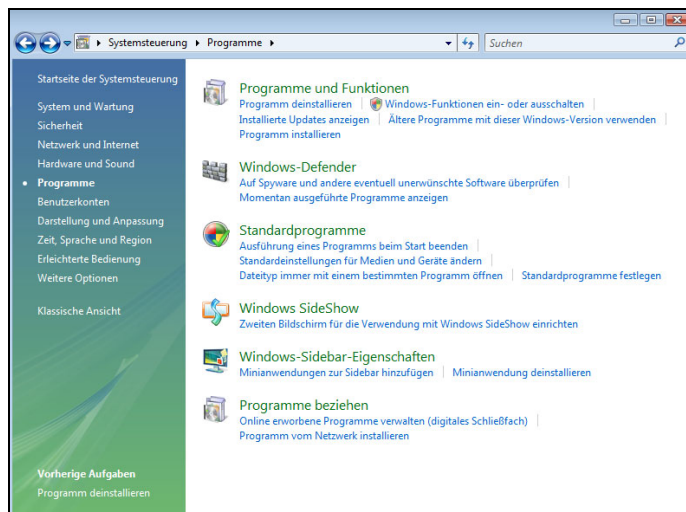 Systemsteuerung Programme
Suchen
Startseite der Systemsteuerung
System und Wartung
Sicherheit
Netzwerk und Internet
Hardware und Sound
Programme
Benutzerkonten
Darstellung und Anpassung
Zeit, Sprache und Region
Erleichterte Bedienung
Weitere Optionen
Klassische Ansicht
Vorherige Aufgaben
Programm deinstallieren
Programme und Funktionen
Programm deinstallieren Windows-Funktionen ein- oder ausschalten
Installierte Updates anzeigen Ältere Programme mit dieser Windows-Version verwenden
Programm installieren
Windows-Defender
Auf Spyware und andere eventuell unerwünschte Software überprüfen
Momentan ausgeführte Programme anzeigen
Standardprogramme
Ausführung eines Programms beim Start beenden
Standardeinstellungen für Medien und Geräte ändern
Dateityp immer mit einem bestimmten Programm öffnen Standardprogramme festlegen
Windows SideShow
Zweiten Bildschirm für die Verwendung mit Windows SideShow einrichten
Windows-Sidebar-Eigenschaften
Minianwendungen zur Sidebar hinzufügen Minianwendung deinstallieren
Programme beziehen
Online erworbene Programme verwalten (digitales Schließfach)
Programm vom Netzwerk installieren